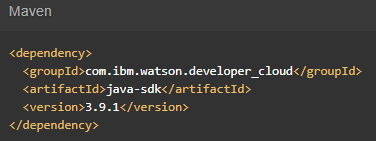 Maven
<dependency>
<groupId>com.ibm.watson.developer_cloud</groupId>
<artifactId>java-sdk</artifactId>
<version>3.9.1</version>
</dependency>